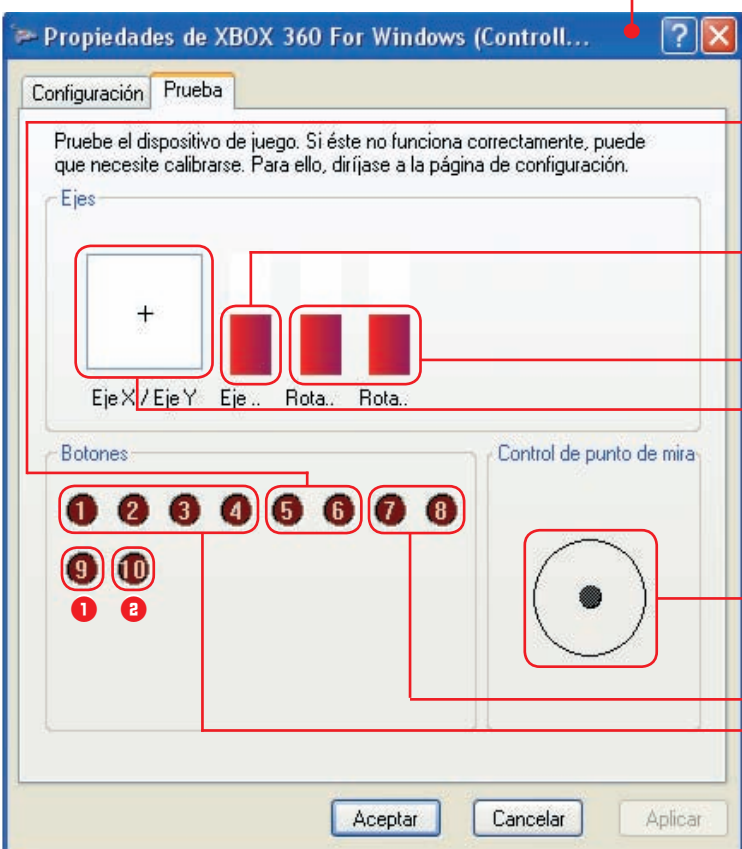 Propiedades de XBOX 360 For Windows (Controll...
?
Configuración
Prueba
Pruebe el dispositivo de juego. Si éste no funciona correctamente, puede
que necesite calibrarse. Para ello, diríjase a la página de configuración.
Ejes
Eje X / Eje Y
Eje ..
Rota..
Rota..
Botones
Control de punto de mira
1 2 3 4 5 6 7 8
9 10
1 2
Aceptar
Cancelar
Aplicar